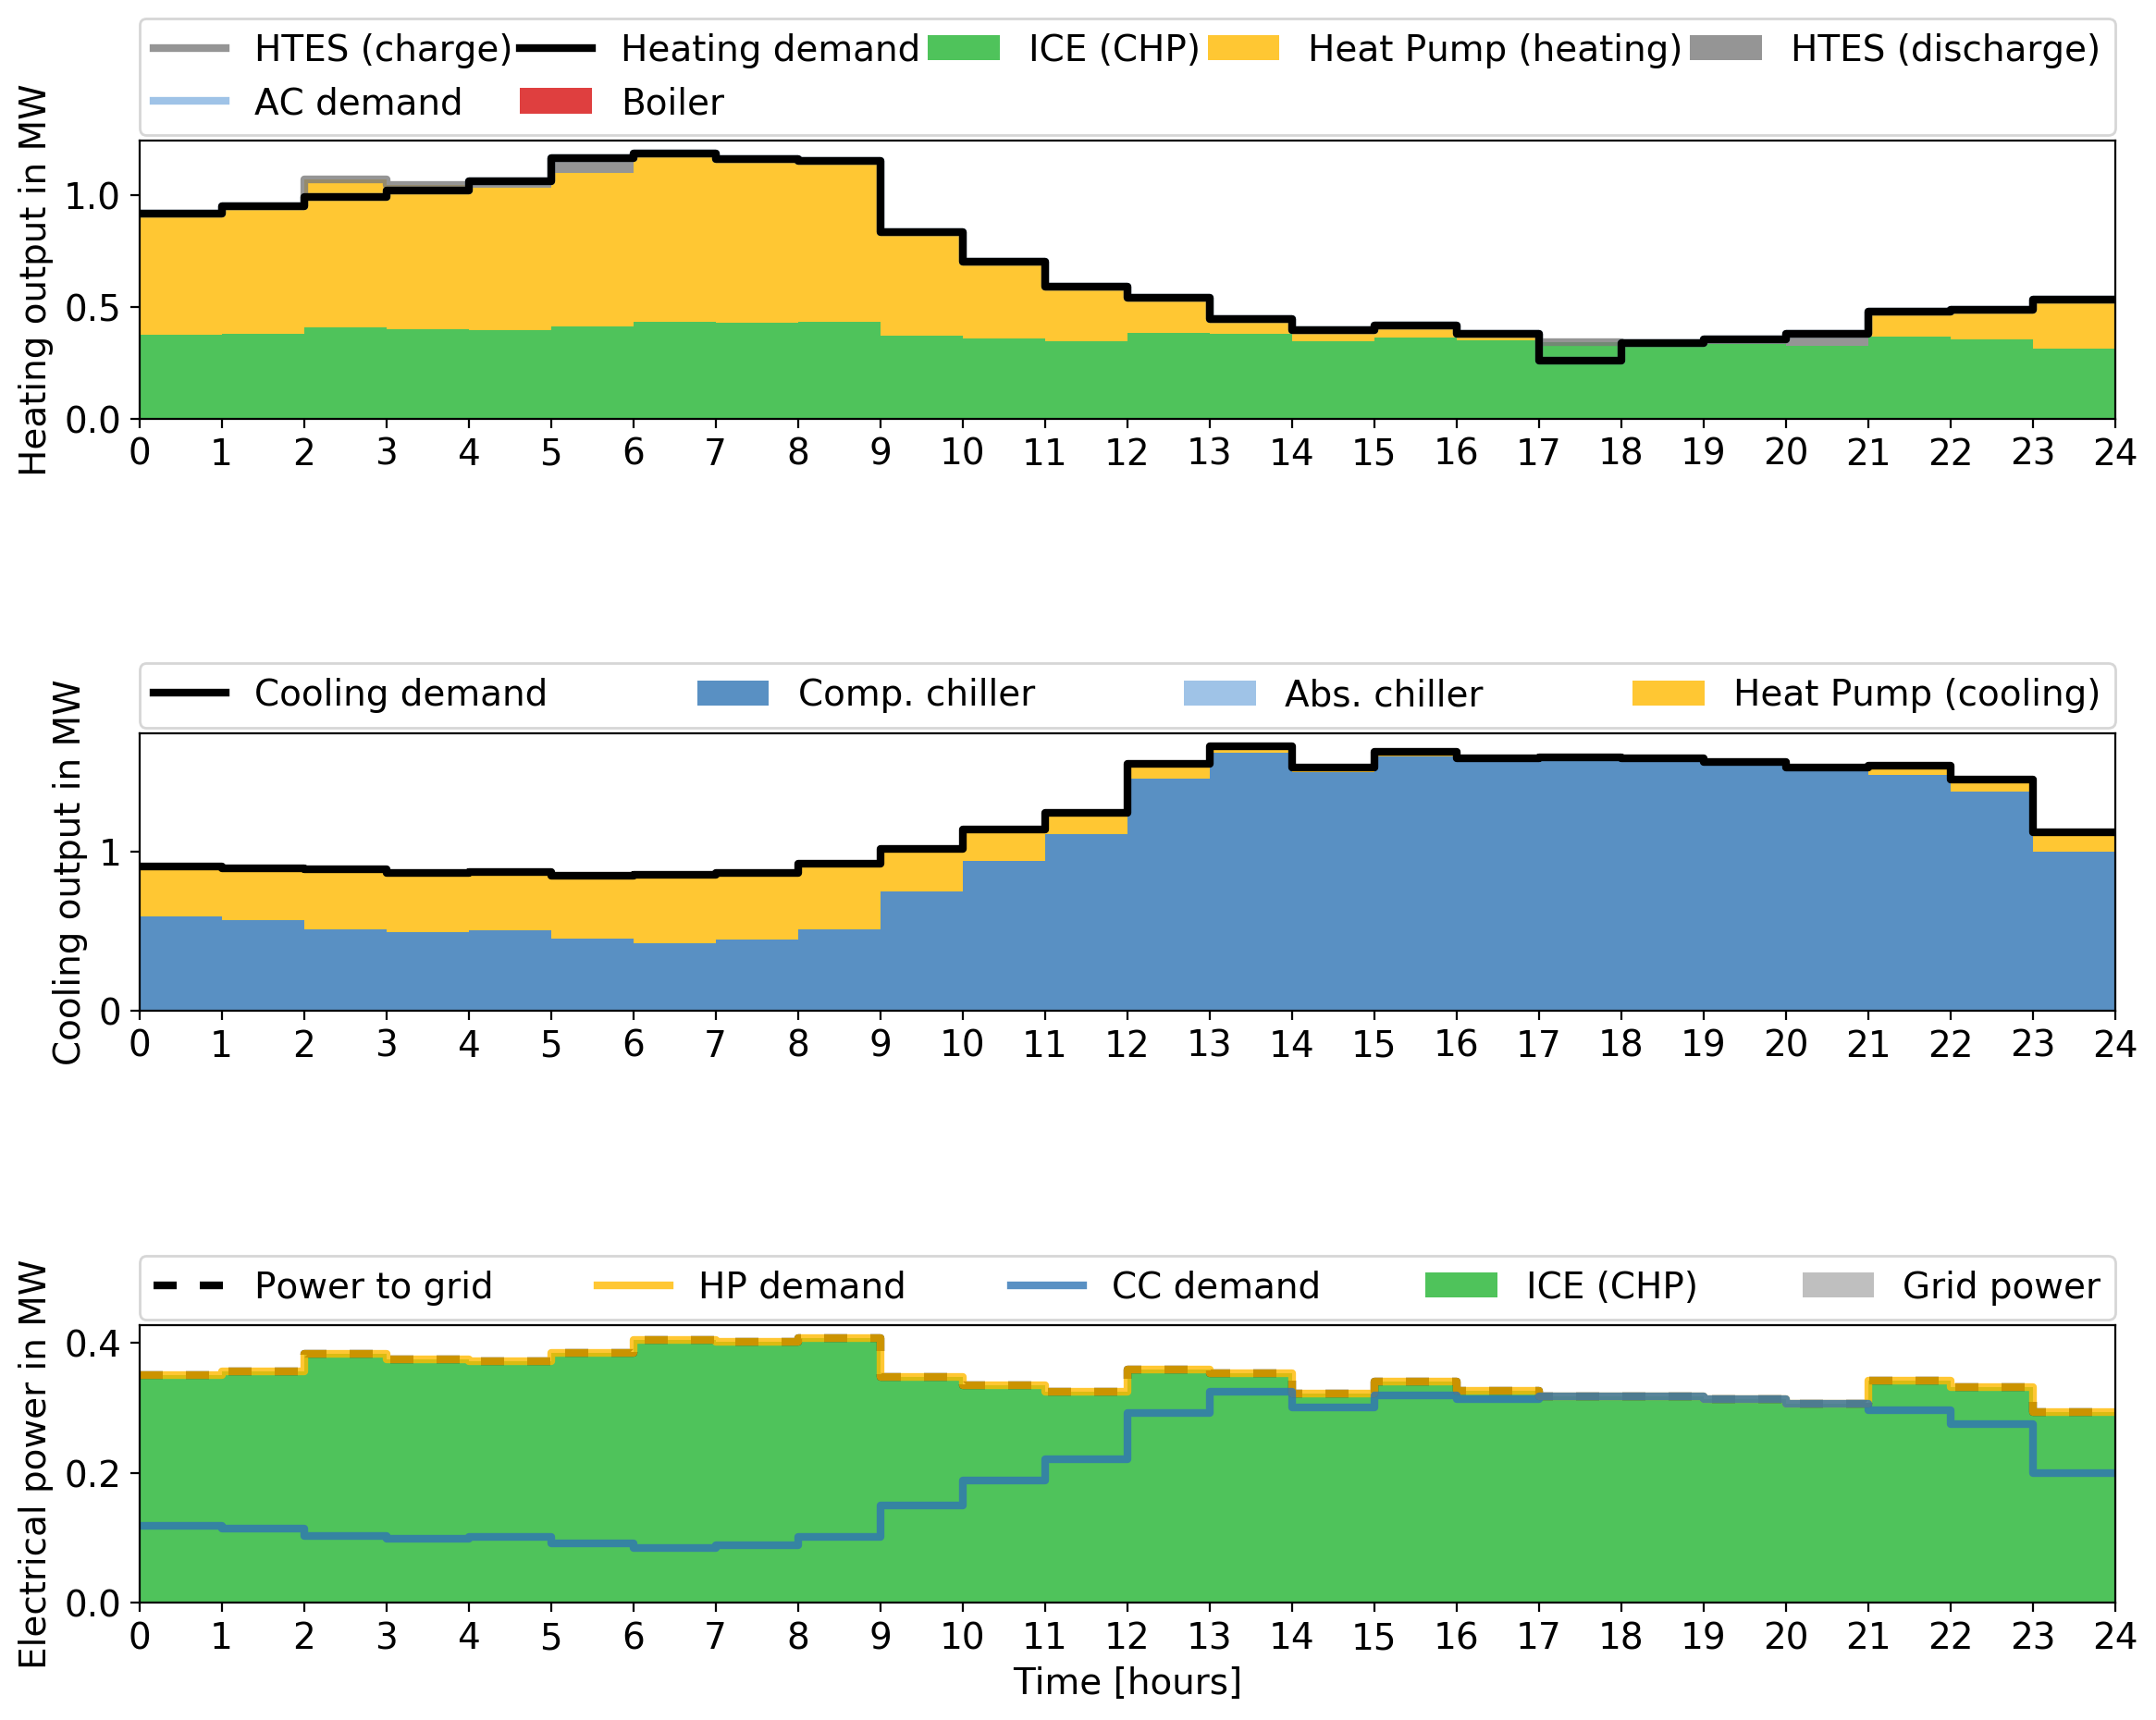 HTES (charge) Heating demand ICE (CHP) Heat Pump (heating) HTES (discharge)
AC demand Boiler
Heating output in MW
1.0
0.5
0.0
0 1 2 3 4 5 6 7 8 9 10 11 12 13 14 15 16 17 18 19 20 21 22 23 24
Cooling demand Comp. chiller Abs. chiller Heat Pump (cooling)
Cooling output in MW
1
0
0 1 2 3 4 5 6 7 8 9 10 11 12 13 14 15 16 17 18 19 20 21 22 23 24
Power to grid HP demand CC demand ICE (CHP) Grid power
Electrical power in MW
0.4
0.2
0.0
0 1 2 3 4 5 6 7 8 9 10 11 12 13 14 15 16 17 18 19 20 21 22 23 24
Time [hours]